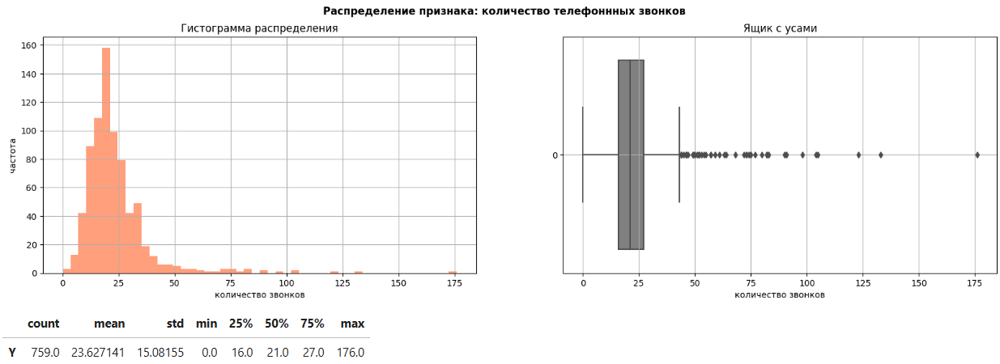 Распределение признака: количество телефоннных звонков
Гистограмма распределения
160
140
120
100
80
60
40
20
0
частота
0 25 50 75 100 125 150 175
количество звонков
Ящик с усами
0
0 25 50 75 100 125 150 175
количество звонков
count mean std min 25% 50% 75% max
Y 759.0 23.627141 15.08155 0.0 16.0 21.0 27.0 176.0